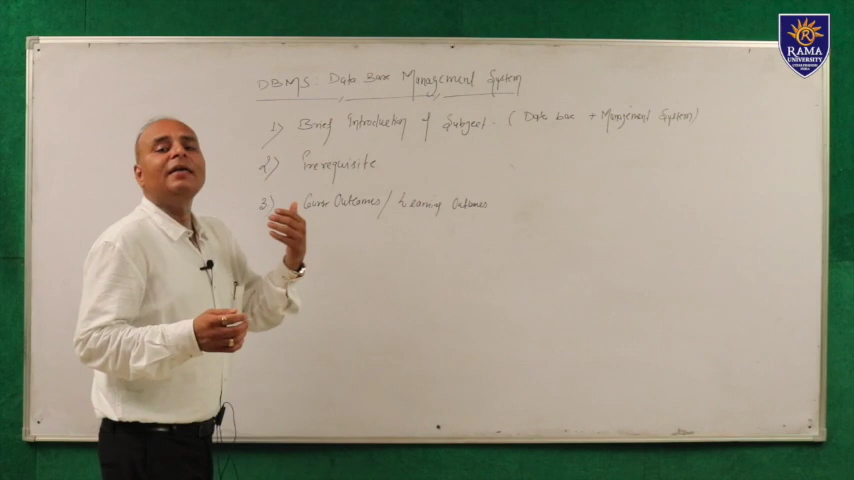 RAMA
UNIVERSITY
DBMS: Data Base Management System
1) Brief Introduction of Subject. (Data base + Management System)
2) Prerequisite
3) Course Outcomes/Learning Outcomes